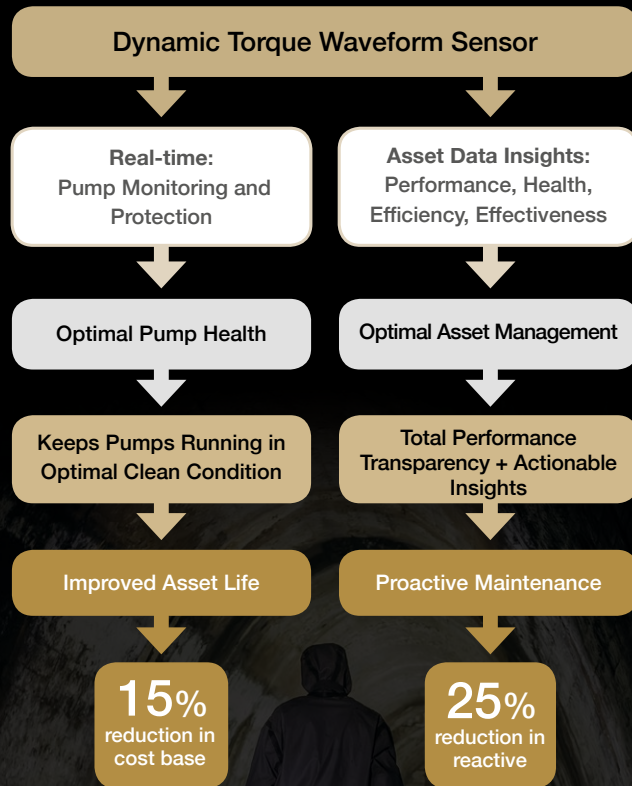 Dynamic Torque Waveform Sensor
Real-time:
Pump Monitoring and
Protection
Asset Data Insights:
Performance, Health,
Efficiency, Effectiveness
Optimal Pump Health
Optimal Asset Management
Keeps Pumps Running in
Optimal Clean Condition
Total Performance
Transparency + Actionable
Insights
Improved Asset Life
Proactive Maintenance
15%
reduction in
cost base
25%
reduction in
reactive